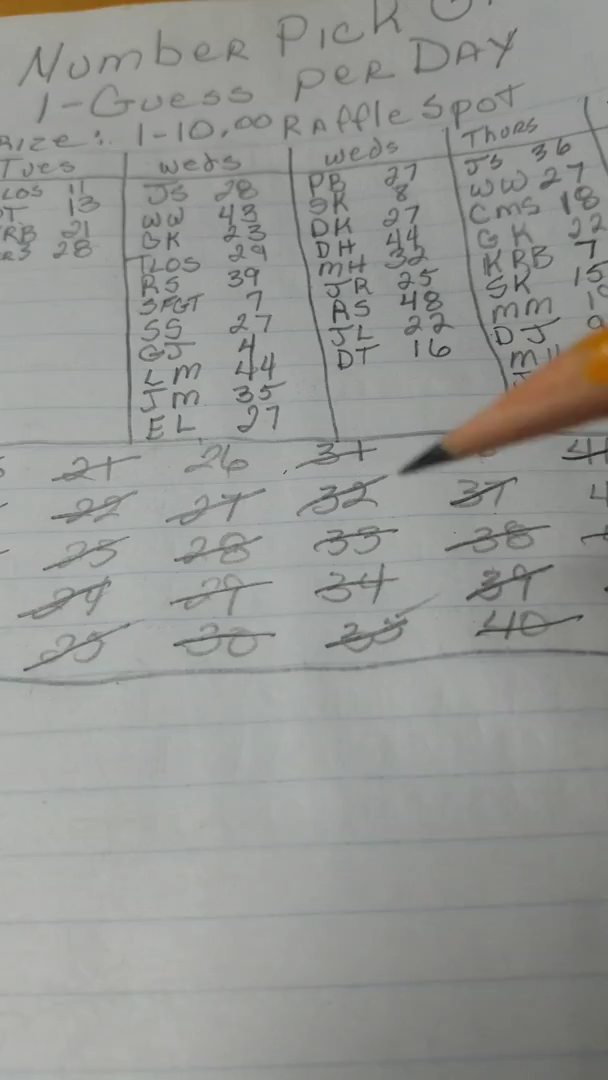 Number Pick
1-Guess per DAY
1-10.00 Raffle Spot
Tues
LOS 11
13
RB 21
28
weds
JS 28
WW 43
GK 23
TLOS 29
RS 39
SFGT 7
SS 27
GJ 4
LM 44
JM 35
EL 27
weds
PB 27
SK 8
DK 27
DH 44
MH 32
JR 25
RS 48
JL 22
DT 16
Thurs
JS 36
WW 27
CMS 18
GK 22
KRB 7
SK 15
MM
DJ
21 26 31
22 27 32 37
23 28 33 38
24 29 34 39
25 30 35 40